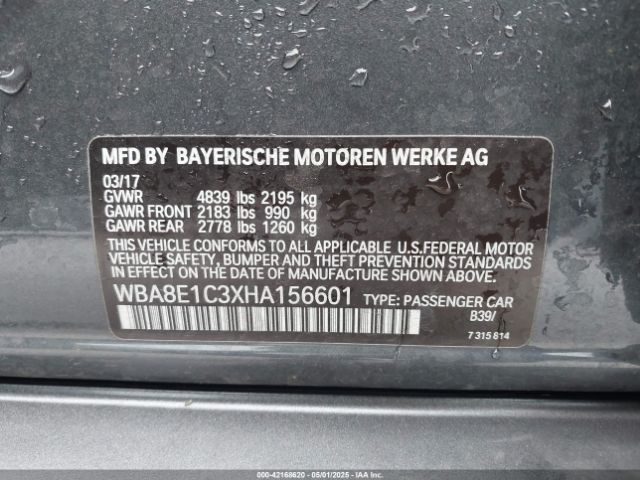 MFD BY BAYERISCHE MOTOREN WERKE AG
03/17
GVWR 4839 lbs 2195 kg
GAWR FRONT 2183 lbs 990 kg
GAWR REAR 2778 lbs 1260 kg
THIS VEHICLE CONFORMS TO ALL APPLICABLE U.S.FEDERAL MOTOR
VEHICLE SAFETY, BUMPER AND THEFT PREVENTION STANDARDS
IN EFFECT ON THE DATE OF MANUFACTURE SHOWN ABOVE.
WBA8E1C3XHA156601 TYPE: PASSENGER CAR
B39/
7 315 814
000-42168620 - 05/01/2025 - IAAI.COM